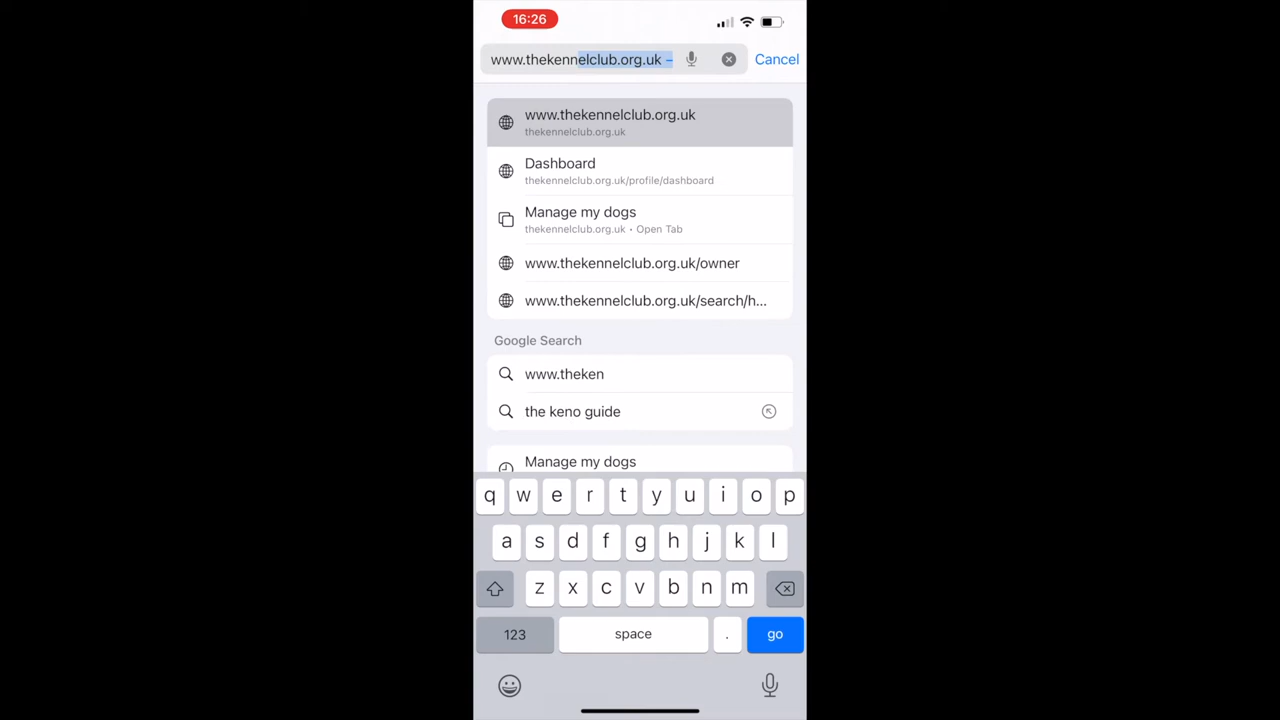 16:26
www.thekennelclub.org.uk –
Cancel
www.thekennelclub.org.uk
thekennelclub.org.uk
Dashboard
thekennelclub.org.uk/profile/dashboard
Manage my dogs
thekennelclub.org.uk • Open Tab
www.thekennelclub.org.uk/owner
www.thekennelclub.org.uk/search/h...
Google Search
www.theken
the keno guide
Manage my dogs
q w e r t y u i o p
a s d f g h j k l
z x c v b n m
123 space . go